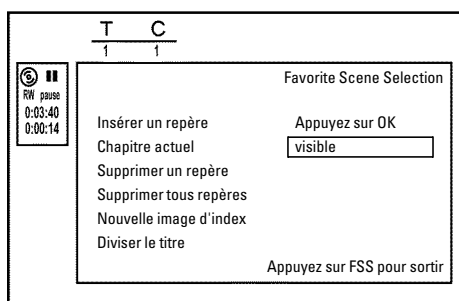 T C
1 1
RW pause
0:03:40
0:00:14
Favorite Scene Selection
Insérer un repère Appuyez sur OK
Chapitre actuel visible
Supprimer un repère
Supprimer tous repères
Nouvelle image d'index
Diviser le titre
Appuyez sur FSS pour sortir